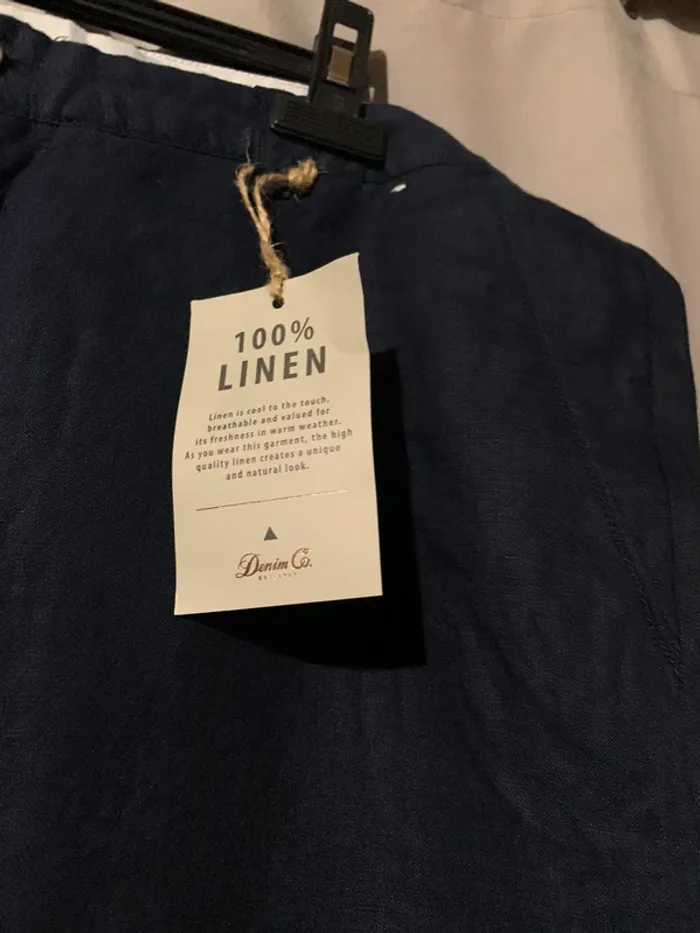 100%
LINEN
Linen is cool to the touch,
breathable and valued for
its freshness in warm weather.
As you wear this garment, the high
quality linen creates a unique
and natural look.
Denim Co.